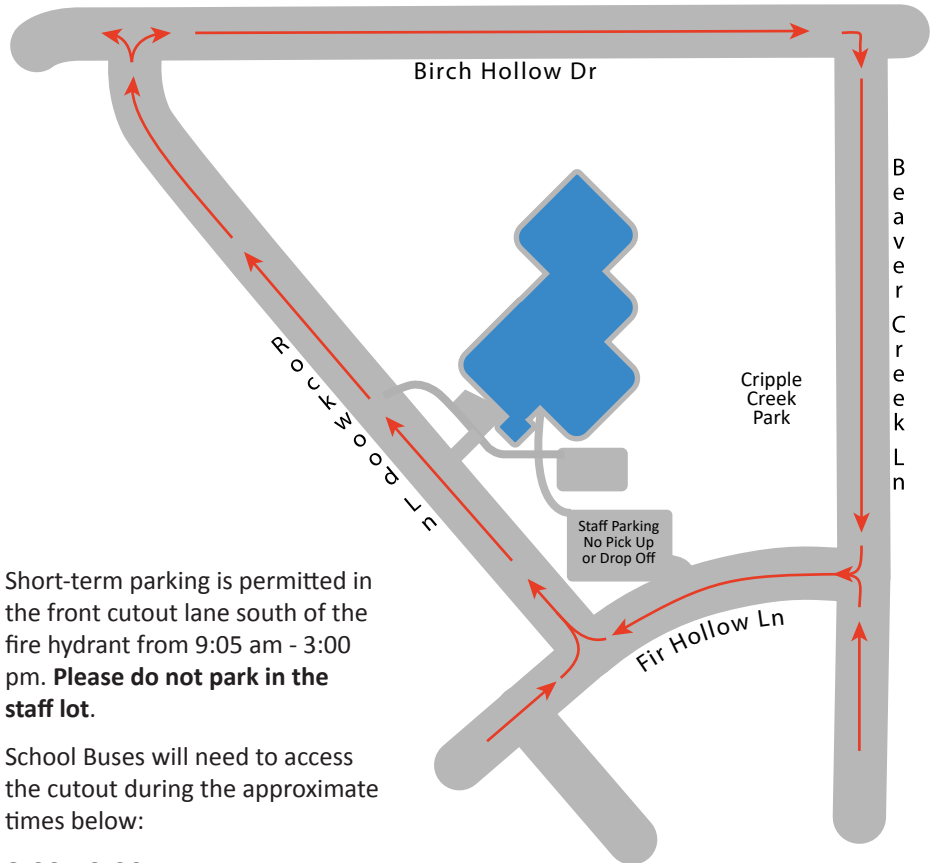 Birch Hollow Dr
Beaver Creek Ln
Rockwood Ln
Cripple
Creek
Park
Staff Parking
No Pick Up
or Drop Off
Fir Hollow Ln
Short-term parking is permitted in
the front cutout lane south of the
fire hydrant from 9:05 am - 3:00
pm. Please do not park in the
staff lot.
School Buses will need to access
the cutout during the approximate
times below: